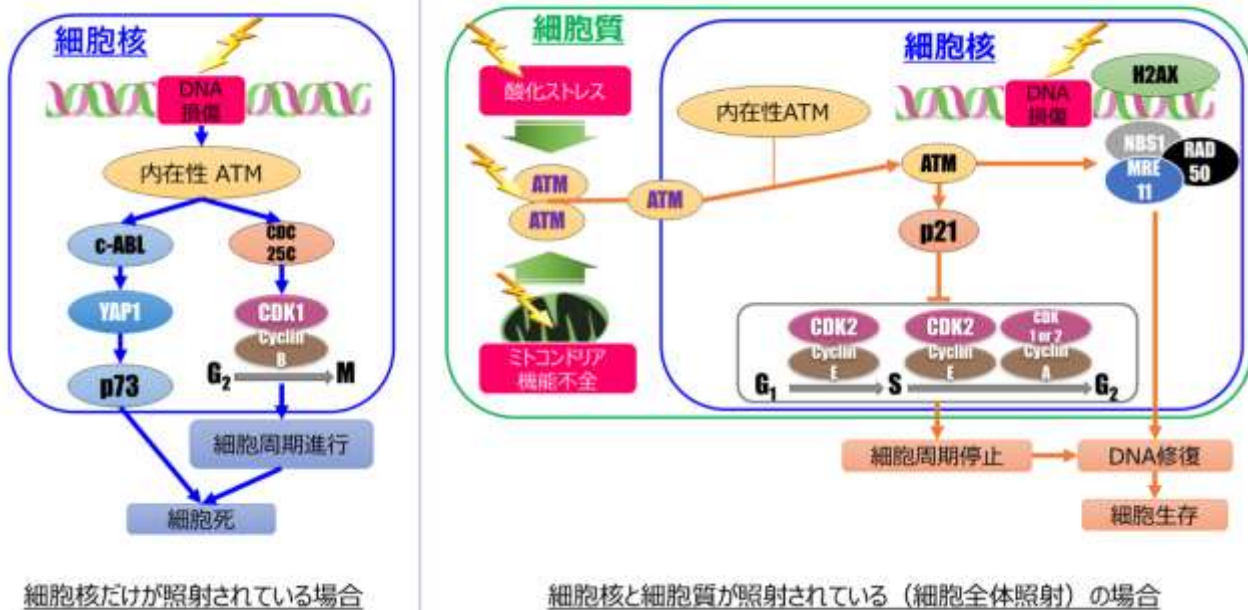 細胞核
DNA
損傷
内在性 ATM
c-ABL
CDC
25C
YAP1
CDK1
Cyclin
B
p73
G2
M
細胞周期進行
細胞死
細胞核だけが照射されている場合
細胞質
酸化ストレス
ATM
ATM
ミトコンドリア
機能不全
ATM
内在性ATM
細胞核
DNA
損傷
H2AX
NBS1
RAD
50
MRE
11
ATM
p21
CDK2
Cyclin
E
CDK2
Cyclin
E
CDK
1 or 2
Cyclin
A
G1
S
G2
細胞周期停止
DNA修復
細胞生存
細胞核と細胞質が照射されている（細胞全体照射）の場合